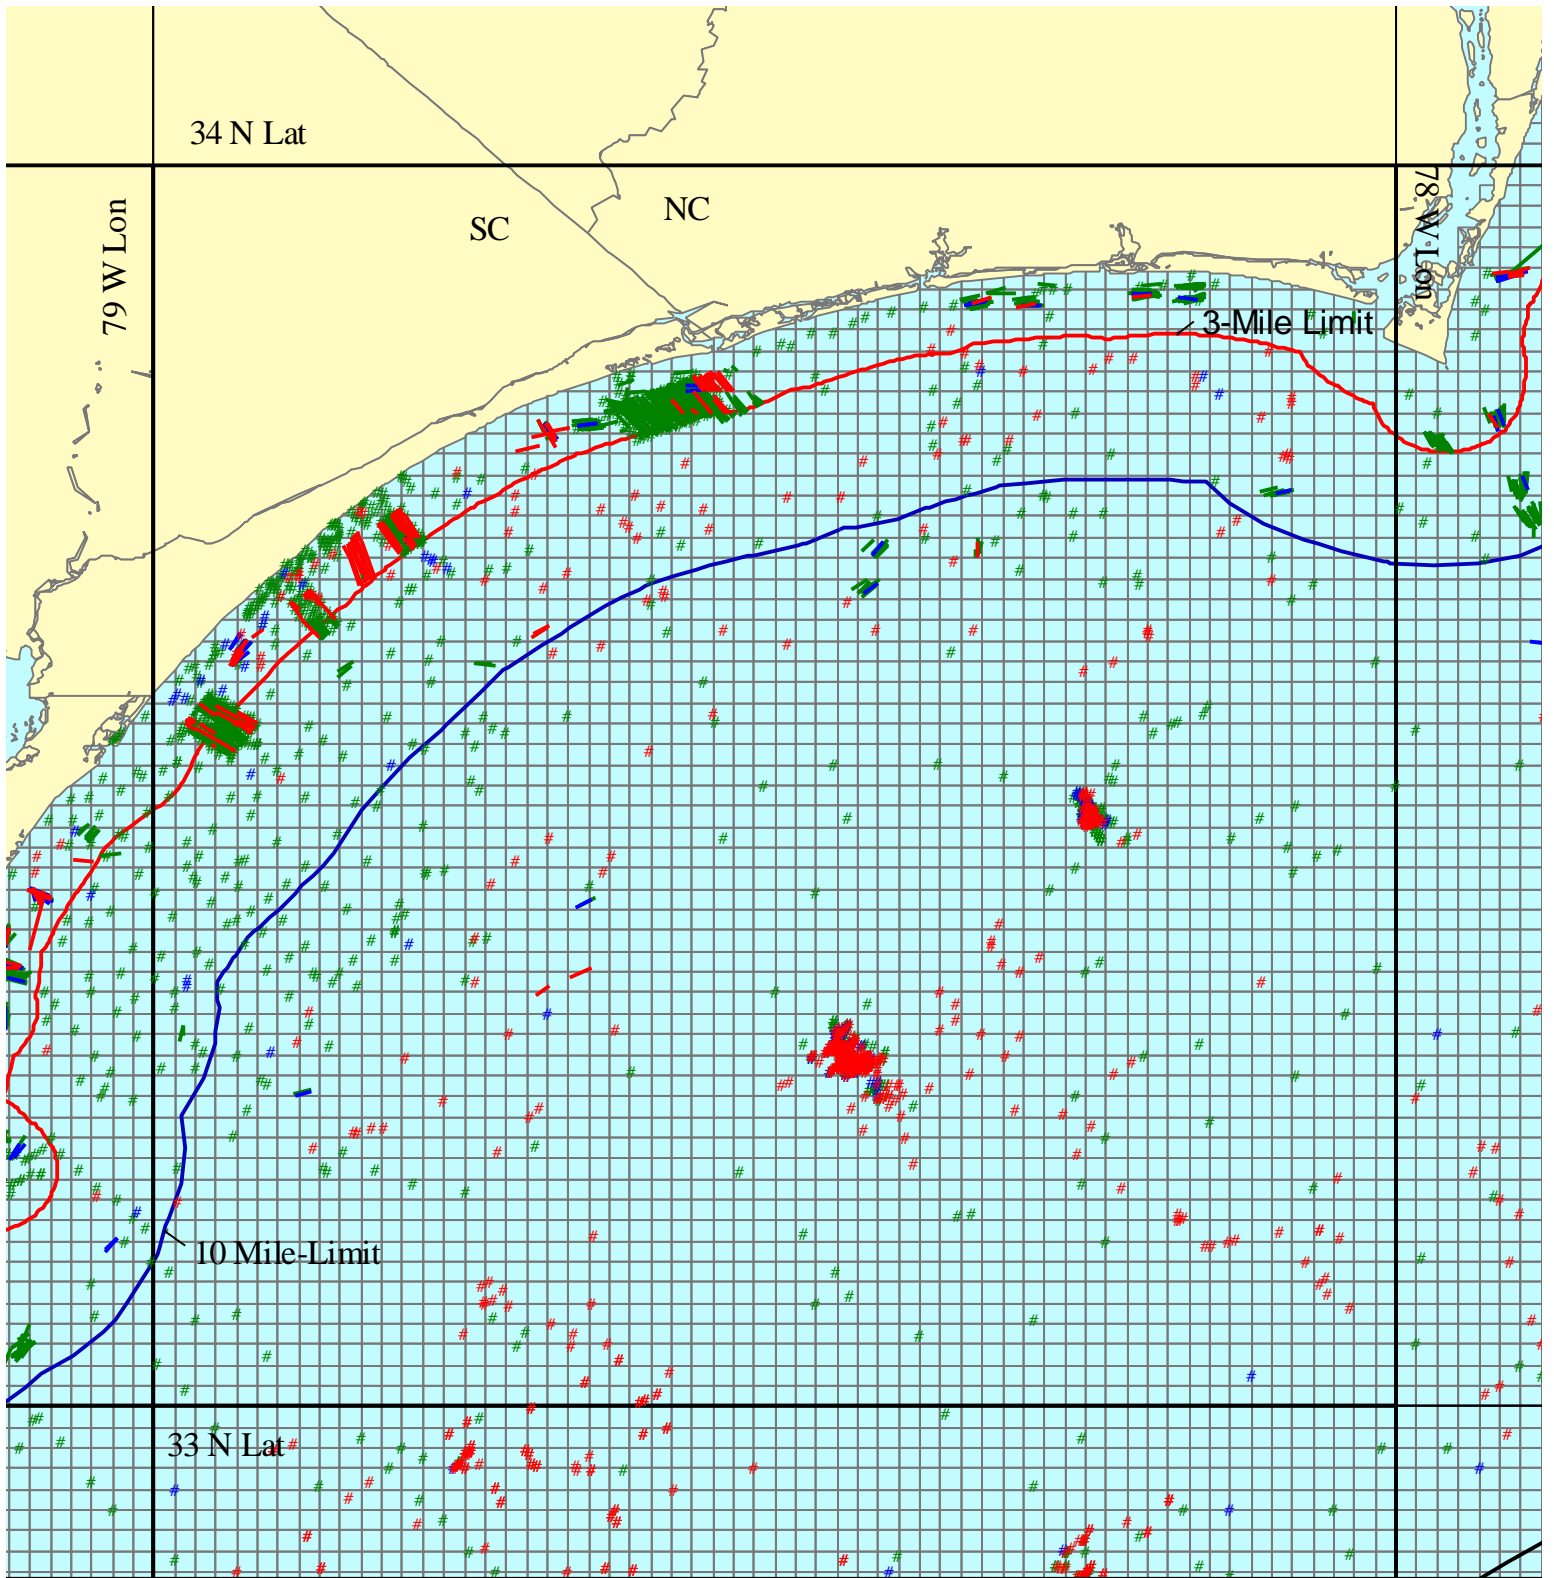 34 N Lat
NC
SC
79 W Lon
78 W Lon
3-Mile Limit
10 Mile-Limit
33 N Lat